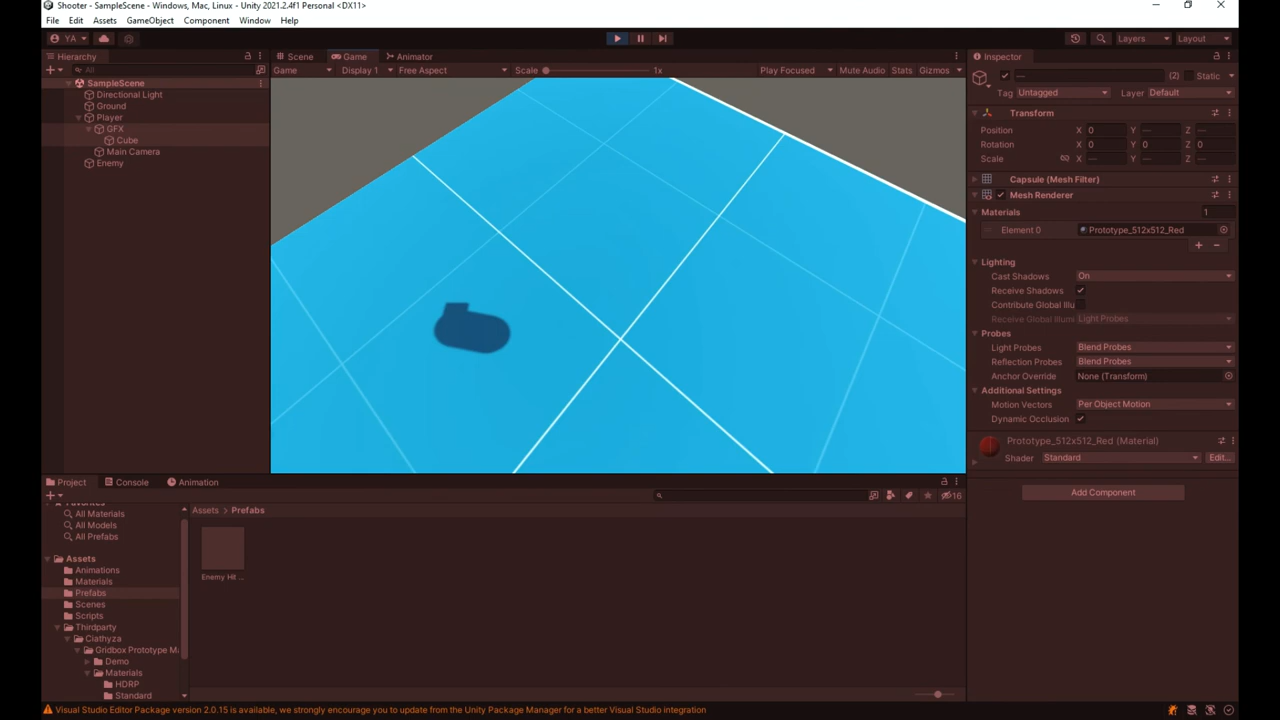 Shooter - SampleScene - Windows, Mac, Linux - Unity 2021.2.4f1 Personal <DX11>
File Edit Assets GameObject Component Window Help
YA Layers Layout
Hierarchy
All
SampleScene
Directional Light
Ground
Player
GFX
Cube
Main Camera
Enemy
Scene Game Animator
Game Display 1 Free Aspect Scale 1x Play Focused Mute Audio Stats Gizmos
Inspector
— (2) Static
Tag Untagged Layer Default
Transform
Position X 0 Y — Z —
Rotation X 0 Y 0 Z 0
Scale X — Y — Z —
Capsule (Mesh Filter)
Mesh Renderer
Materials 1
Element 0 Prototype_512x512_Red
Lighting
Cast Shadows On
Receive Shadows
Contribute Global Illu
Receive Global Illumi Light Probes
Probes
Light Probes Blend Probes
Reflection Probes Blend Probes
Anchor Override None (Transform)
Additional Settings
Motion Vectors Per Object Motion
Dynamic Occlusion
Prototype_512x512_Red (Material)
Shader Standard Edit...
Add Component
Project Console Animation
16
Favorites
All Materials
All Models
All Prefabs
Assets
Animations
Materials
Prefabs
Scenes
Scripts
Thirdparty
Ciathyza
Gridbox Prototype Ma
Demo
Materials
HDRP
Standard
Assets > Prefabs
Enemy Hit ...
Visual Studio Editor Package version 2.0.15 is available, we strongly encourage you to update from the Unity Package Manager for a better Visual Studio integration